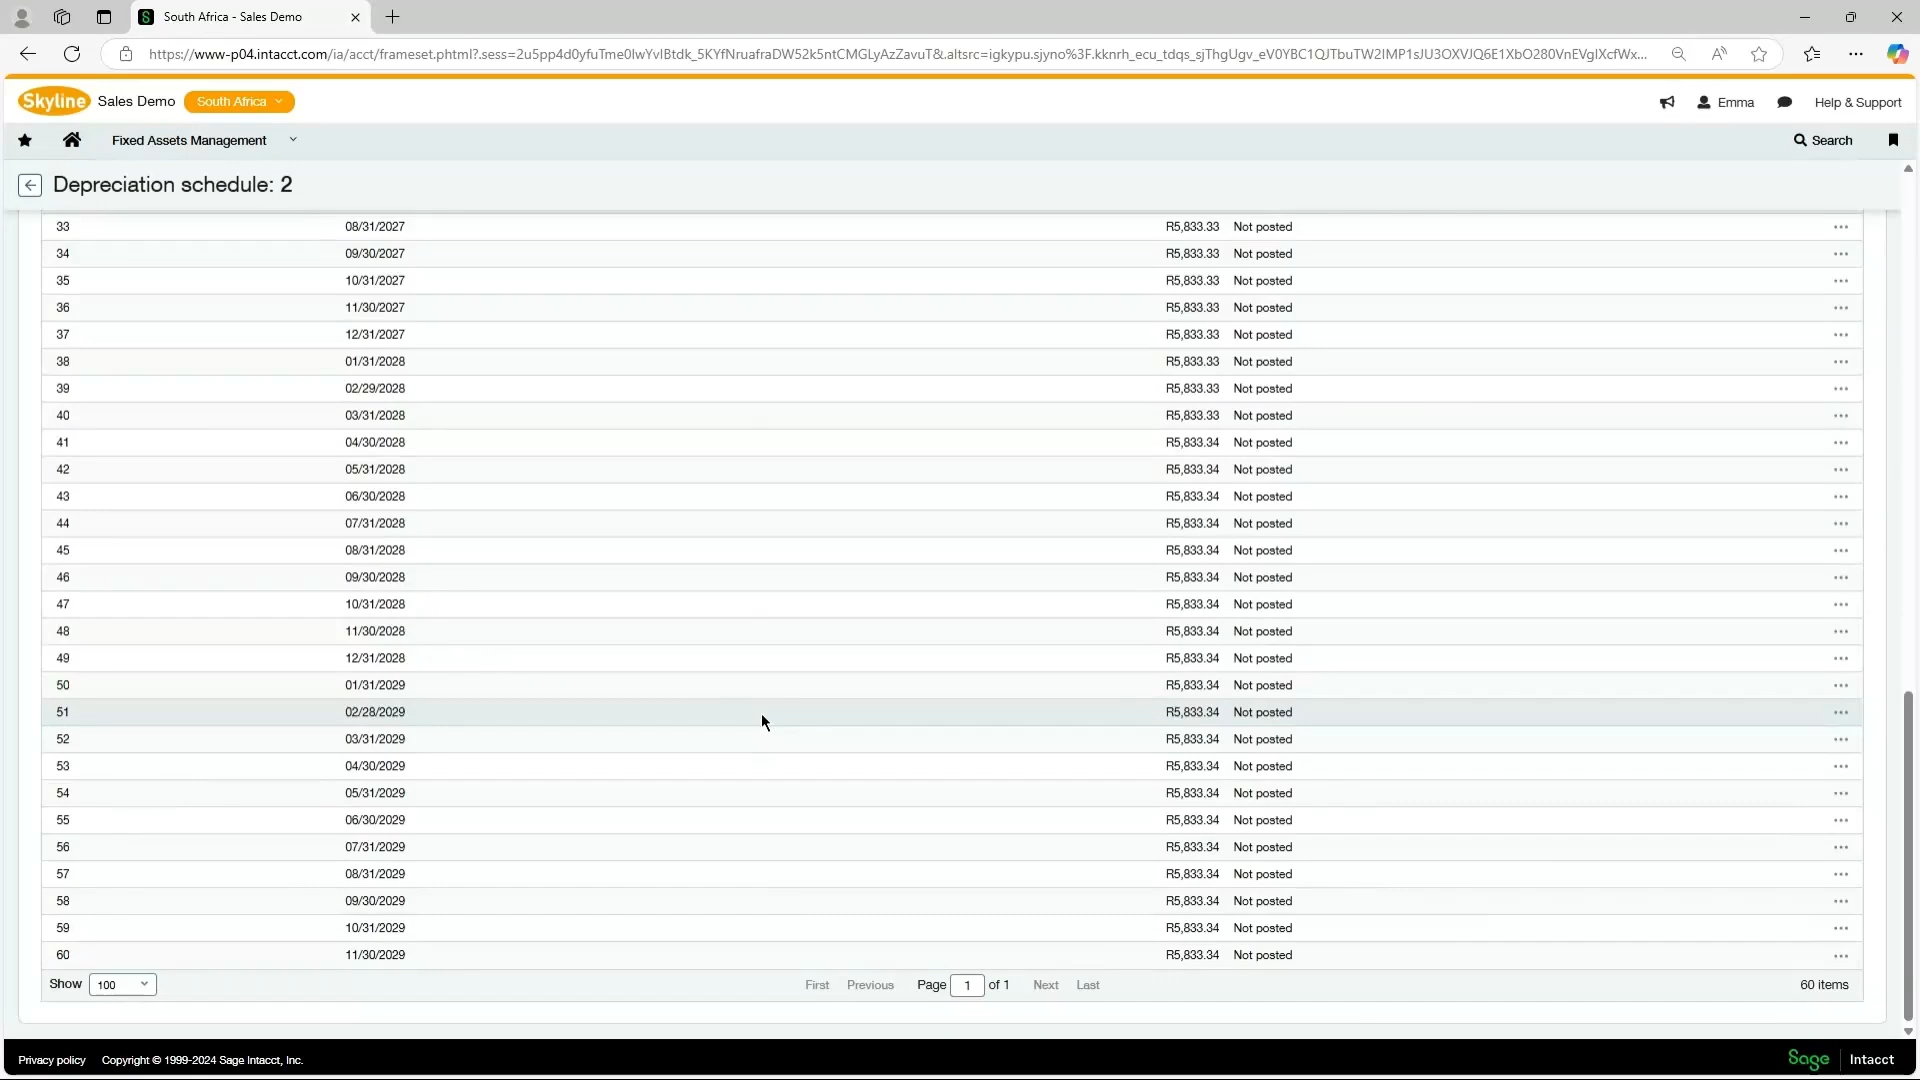 South Africa - Sales Demo
https://www-p04.intacct.com/ia/acct/frameset.phtml?.sess=2u5pp4d0yfuTme0lwYvlBtdk_5KYfNruafraDW52k5ntCMGLyAzZavuT&.altsrc=igkypu.sjyno%3F.kknrh_ecu_tdqs_sjThgUgv_eV0YBC1QJTbuTW2IMP1sJU3OXVJQ6E1XbO280VnEVglXcfWx...
Skyline Sales Demo South Africa
Emma Help & Support
Fixed Assets Management
Search
Depreciation schedule: 2
33 08/31/2027 R5,833.33 Not posted
34 09/30/2027 R5,833.33 Not posted
35 10/31/2027 R5,833.33 Not posted
36 11/30/2027 R5,833.33 Not posted
37 12/31/2027 R5,833.33 Not posted
38 01/31/2028 R5,833.33 Not posted
39 02/29/2028 R5,833.33 Not posted
40 03/31/2028 R5,833.33 Not posted
41 04/30/2028 R5,833.34 Not posted
42 05/31/2028 R5,833.34 Not posted
43 06/30/2028 R5,833.34 Not posted
44 07/31/2028 R5,833.34 Not posted
45 08/31/2028 R5,833.34 Not posted
46 09/30/2028 R5,833.34 Not posted
47 10/31/2028 R5,833.34 Not posted
48 11/30/2028 R5,833.34 Not posted
49 12/31/2028 R5,833.34 Not posted
50 01/31/2029 R5,833.34 Not posted
51 02/28/2029 R5,833.34 Not posted
52 03/31/2029 R5,833.34 Not posted
53 04/30/2029 R5,833.34 Not posted
54 05/31/2029 R5,833.34 Not posted
55 06/30/2029 R5,833.34 Not posted
56 07/31/2029 R5,833.34 Not posted
57 08/31/2029 R5,833.34 Not posted
58 09/30/2029 R5,833.34 Not posted
59 10/31/2029 R5,833.34 Not posted
60 11/30/2029 R5,833.34 Not posted
Show 100 First Previous Page 1 of 1 Next Last 60 items
Privacy policy Copyright © 1999-2024 Sage Intacct, Inc. Sage Intacct